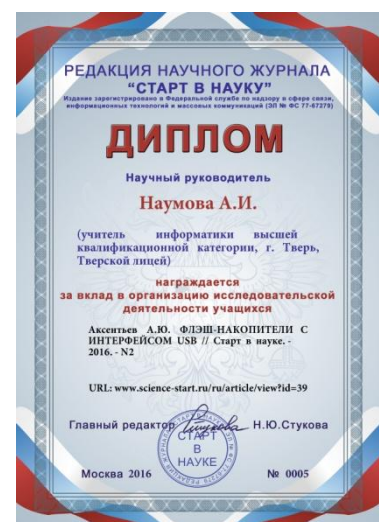 РЕДАКЦИЯ НАУЧНОГО ЖУРНАЛА
“СТАРТ В НАУКУ”
Издание зарегистрировано в Федеральной службе по надзору в сфере связи,
информационных технологий и массовых коммуникаций (ЭЛ № ФС 77-67279)
ДИПЛОМ
Научный руководитель
Наумова А.И.
(учитель информатики высшей
квалификационной категории, г. Тверь,
Тверской лицей)
награждается
за вклад в организацию исследовательской
деятельности учащихся
Аксентьев А.Ю. ФЛЭШ-НАКОПИТЕЛИ С
ИНТЕРФЕЙСОМ USB // Старт в науке. -
2016. - N2
URL: www.science-start.ru/ru/article/view?id=39
Главный редактор Н.Ю.Стукова
СТАРТ
В
НАУКЕ
Москва 2016 № 0005